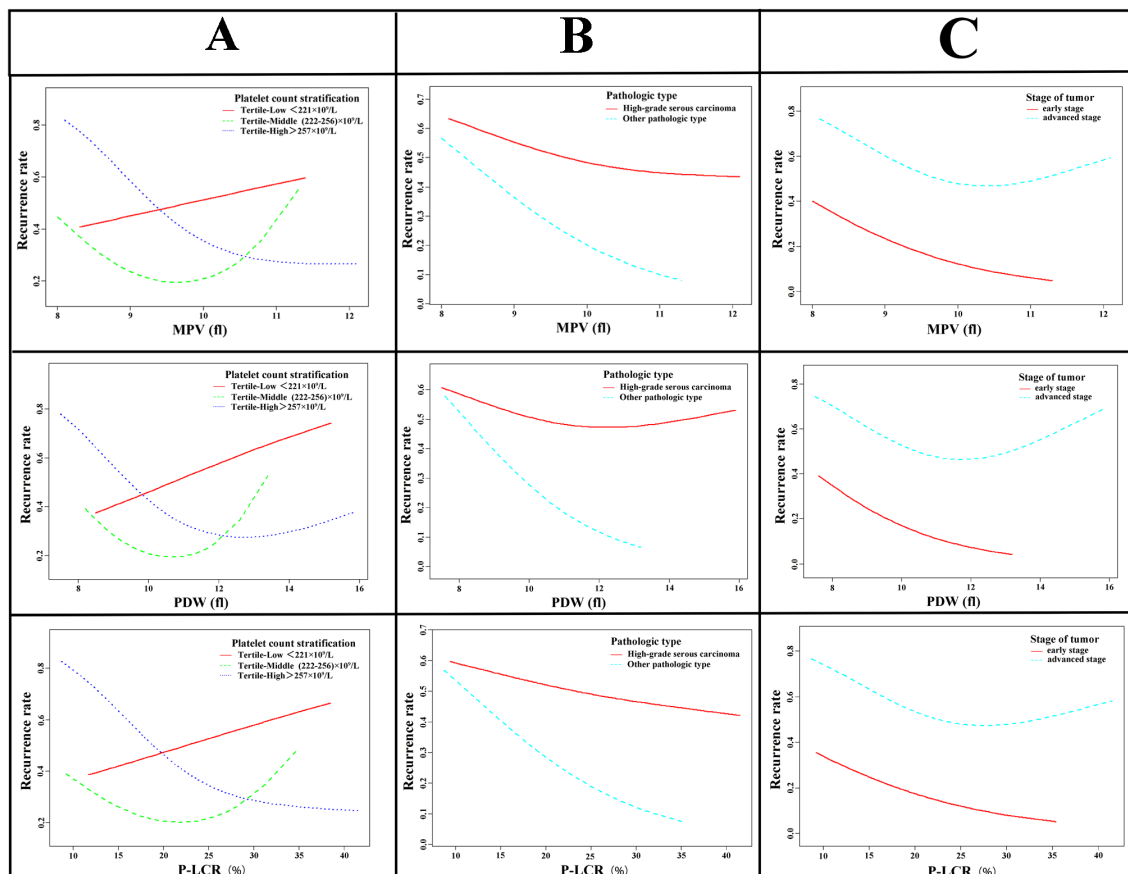 A
B
C
Platelet count stratification
Tertile-Low ＜221×10⁹/L
Tertile-Middle (222-256)×10⁹/L
Tertile-High＞257×10⁹/L
Recurrence rate
0.2 0.4 0.6 0.8
8 9 10 11 12
MPV (fl)
Pathologic type
High-grade serous carcinoma
Other pathologic type
Recurrence rate
0.0 0.1 0.2 0.3 0.4 0.5 0.6 0.7
8 9 10 11 12
MPV (fl)
Stage of tumor
early stage
advanced stage
Recurrence rate
0.0 0.2 0.4 0.6 0.8
8 9 10 11 12
MPV (fl)
Platelet count stratification
Tertile-Low ＜221×10⁹/L
Tertile-Middle (222-256)×10⁹/L
Tertile-High＞257×10⁹/L
Recurrence rate
0.2 0.4 0.6 0.8
8 10 12 14 16
PDW (fl)
Pathologic type
High-grade serous carcinoma
Other pathologic type
Recurrence rate
0.0 0.1 0.2 0.3 0.4 0.5 0.6
8 10 12 14 16
PDW (fl)
Stage of tumor
early stage
advanced stage
Recurrence rate
0.0 0.2 0.4 0.6 0.8
8 10 12 14 16
PDW (fl)
Platelet count stratification
Tertile-Low ＜221×10⁹/L
Tertile-Middle (222-256)×10⁹/L
Tertile-High＞257×10⁹/L
Recurrence rate
0.2 0.4 0.6 0.8
10 15 20 25 30 35 40
P-LCR (%)
Pathologic type
High-grade serous carcinoma
Other pathologic type
Recurrence rate
0.0 0.1 0.2 0.3 0.4 0.5 0.6 0.7
10 15 20 25 30 35 40
P-LCR (%)
Stage of tumor
early stage
advanced stage
Recurrence rate
0.0 0.2 0.4 0.6 0.8
10 15 20 25 30 35 40
P-LCR (%)